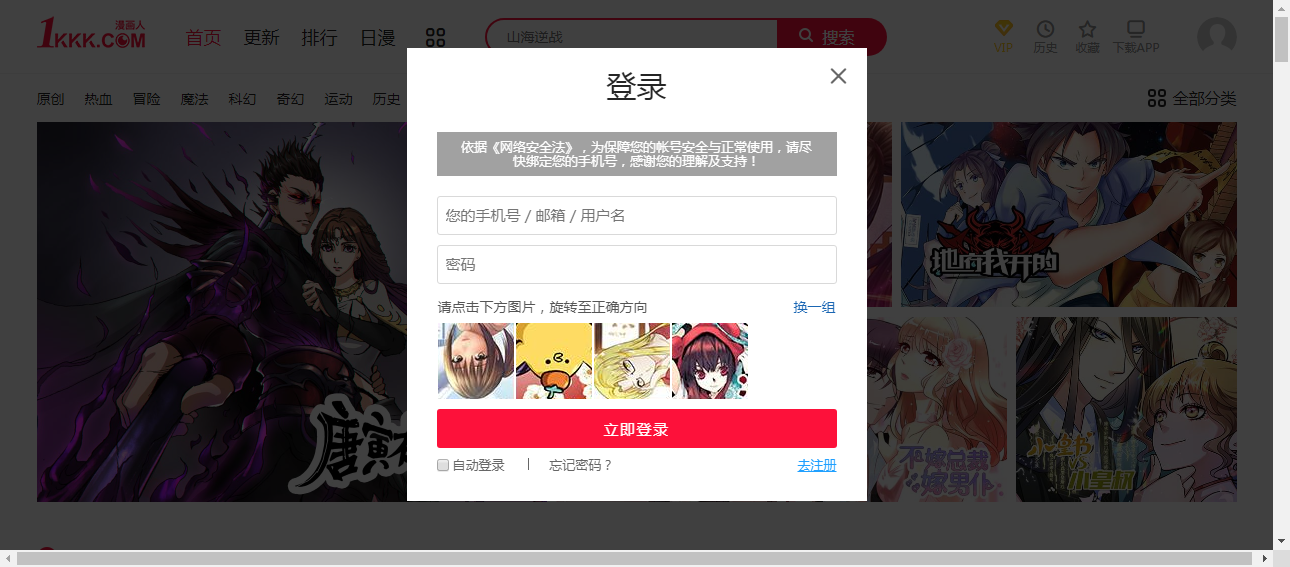 漫画人
1KKK.COM
首页 更新 排行 日漫
山海逆战
搜索
VIP 历史 收藏 下载APP
原创 热血 冒险 魔法 科幻 奇幻 运动 历史
全部分类
登录
依据《网络安全法》，为保障您的帐号安全与正常使用，请尽
快绑定您的手机号，感谢您的理解及支持！
您的手机号 / 邮箱 / 用户名
密码
请点击下方图片，旋转至正确方向
换一组
立即登录
自动登录 | 忘记密码？
去注册
地府我开的
唐寅
不嫁总裁
嫁男仆